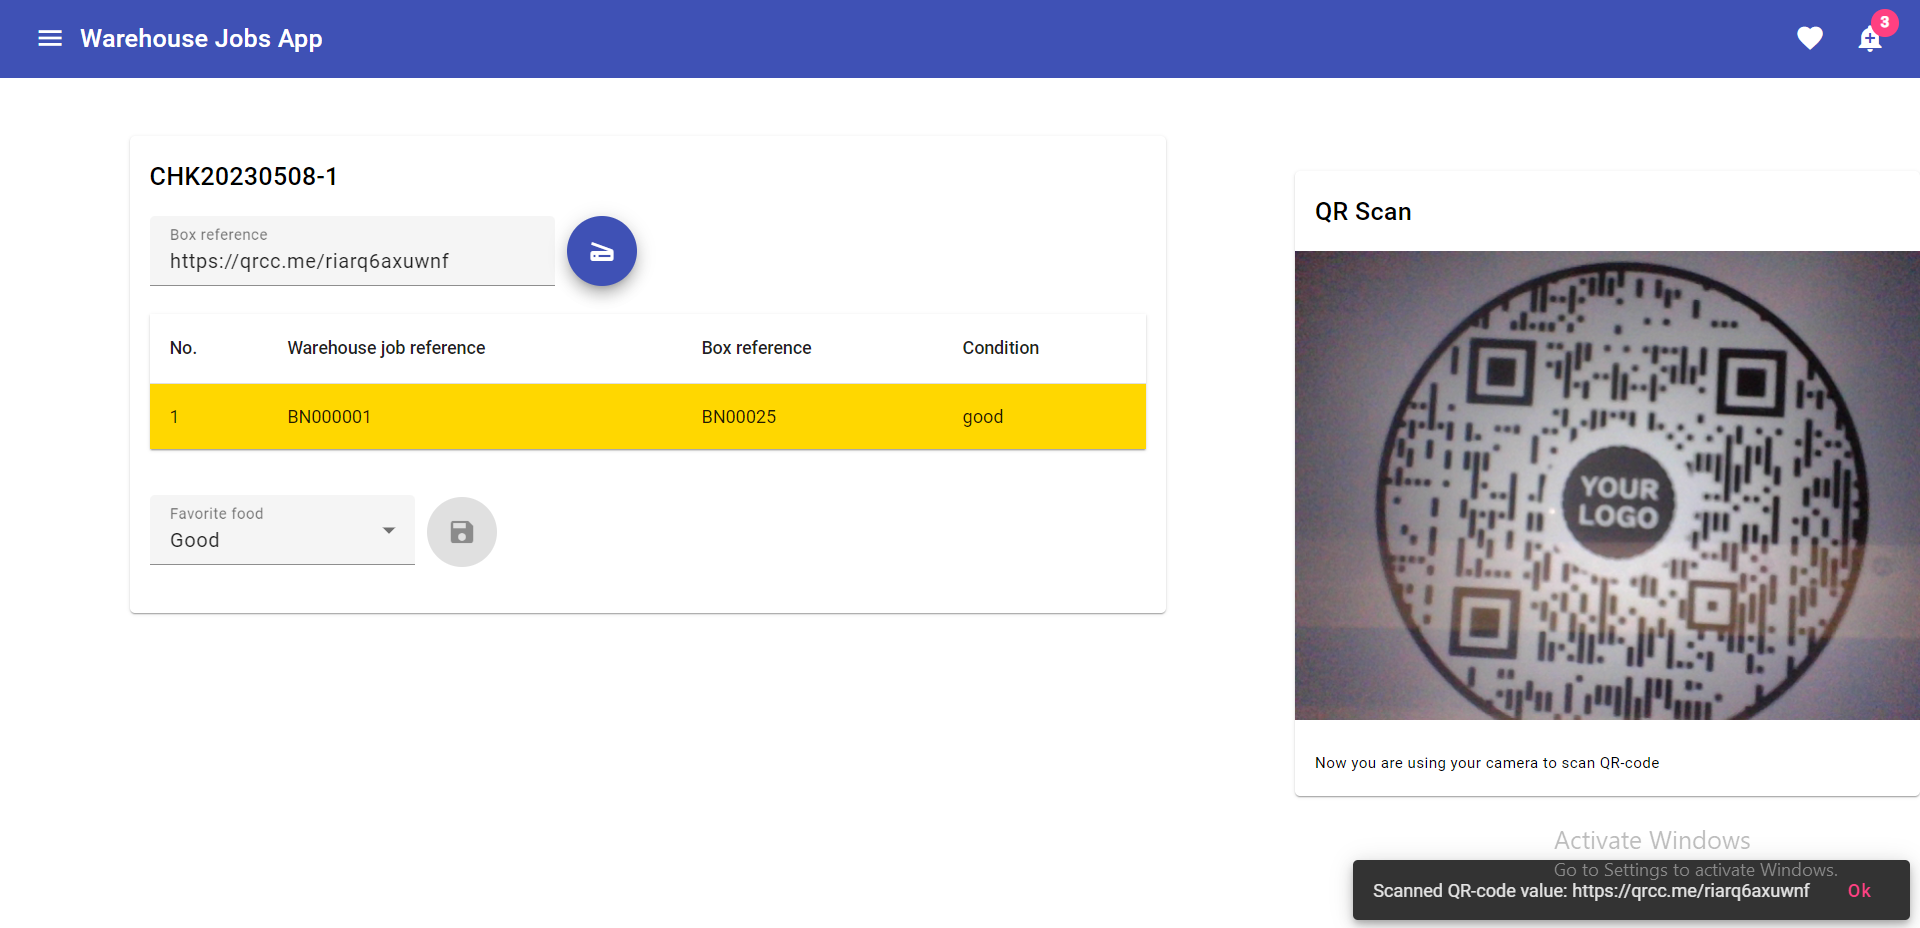 Warehouse Jobs App
3
CHK20230508-1
Box reference
https://qrcc.me/riarq6axuwnf
No. Warehouse job reference Box reference Condition
1 BN000001 BN00025 good
Favorite food
Good
QR Scan
YOUR
LOGO
Now you are using your camera to scan QR-code
Activate Windows
Go to Settings to activate Windows.
Scanned QR-code value: https://qrcc.me/riarq6axuwnf Ok